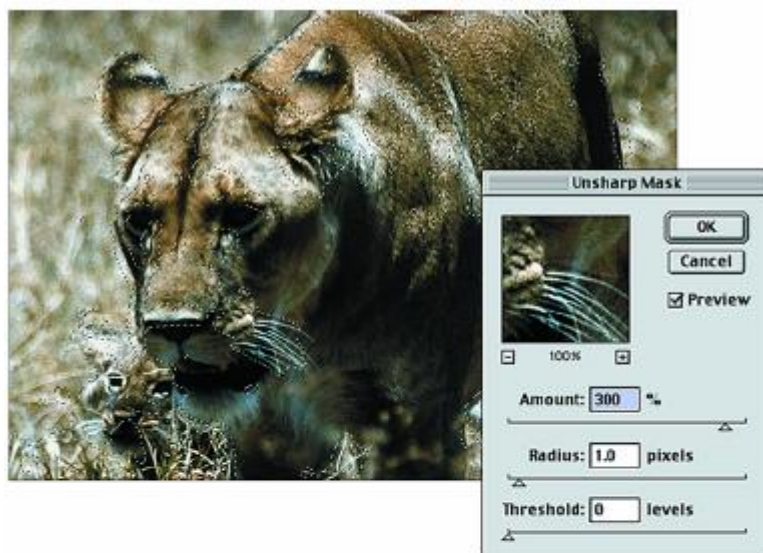 Unsharp Mask
OK
Cancel
Preview
100%
Amount: 300 %
Radius: 1.0 pixels
Threshold: 0 levels